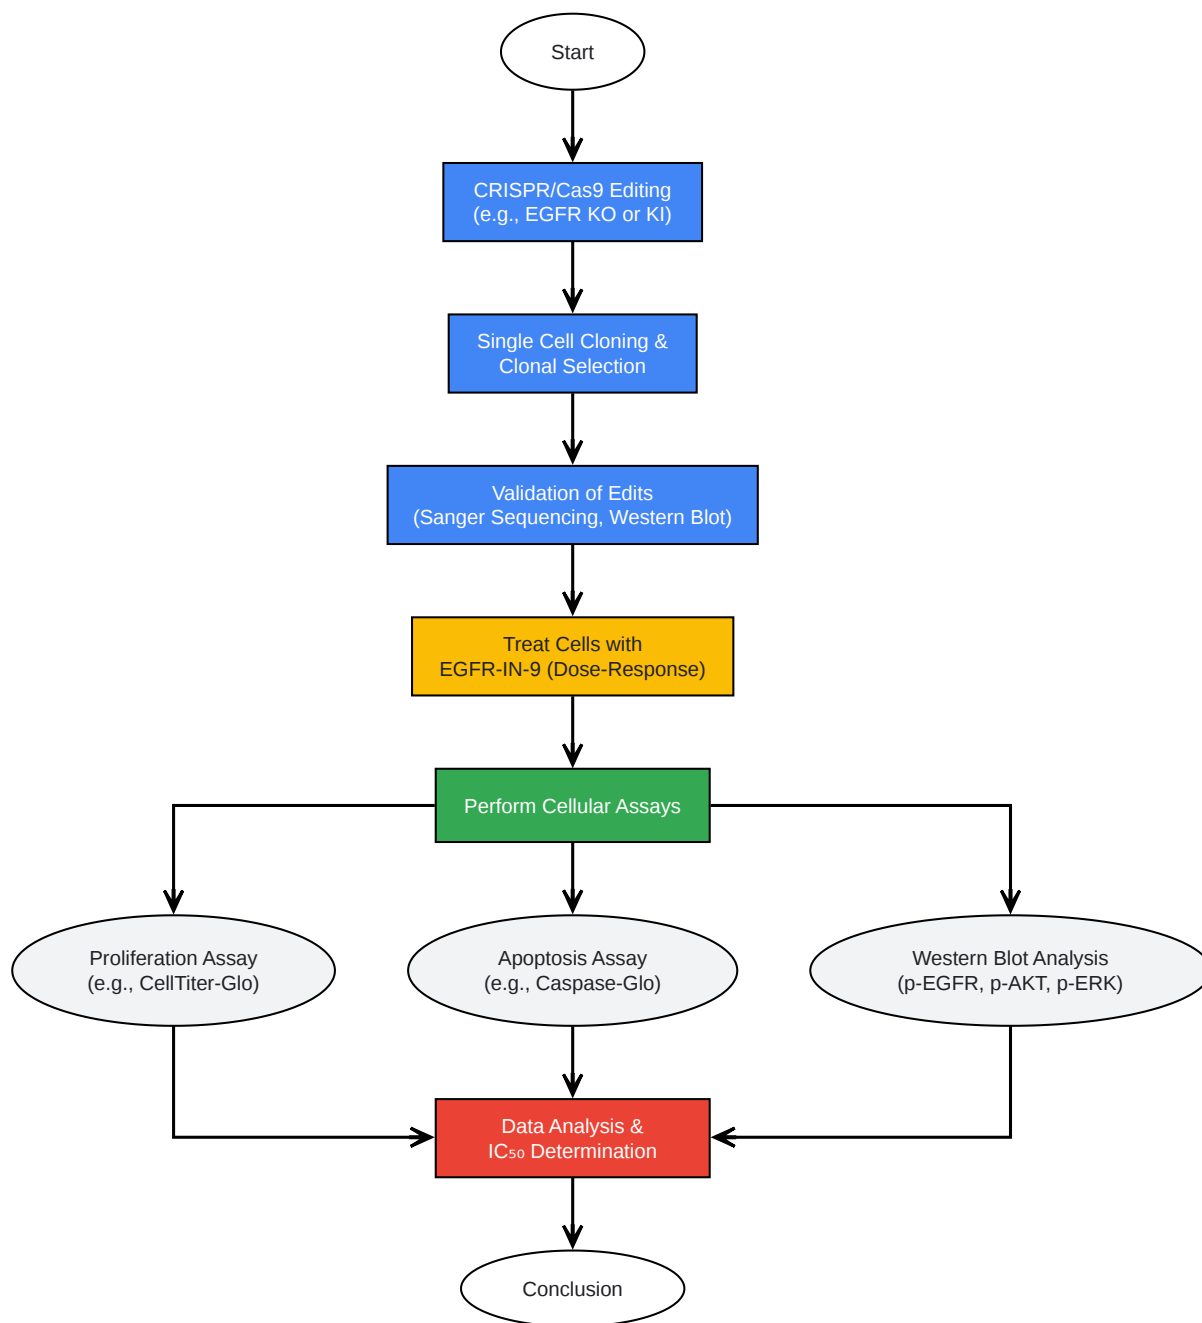 Start
CRISPR/Cas9 Editing
(e.g., EGFR KO or KI)
Single Cell Cloning &
Clonal Selection
Validation of Edits
(Sanger Sequencing, Western Blot)
Treat Cells with
EGFR-IN-9 (Dose-Response)
Perform Cellular Assays
Proliferation Assay
(e.g., CellTiter-Glo)
Apoptosis Assay
(e.g., Caspase-Glo)
Western Blot Analysis
(p-EGFR, p-AKT, p-ERK)
Data Analysis &
IC₅₀ Determination
Conclusion